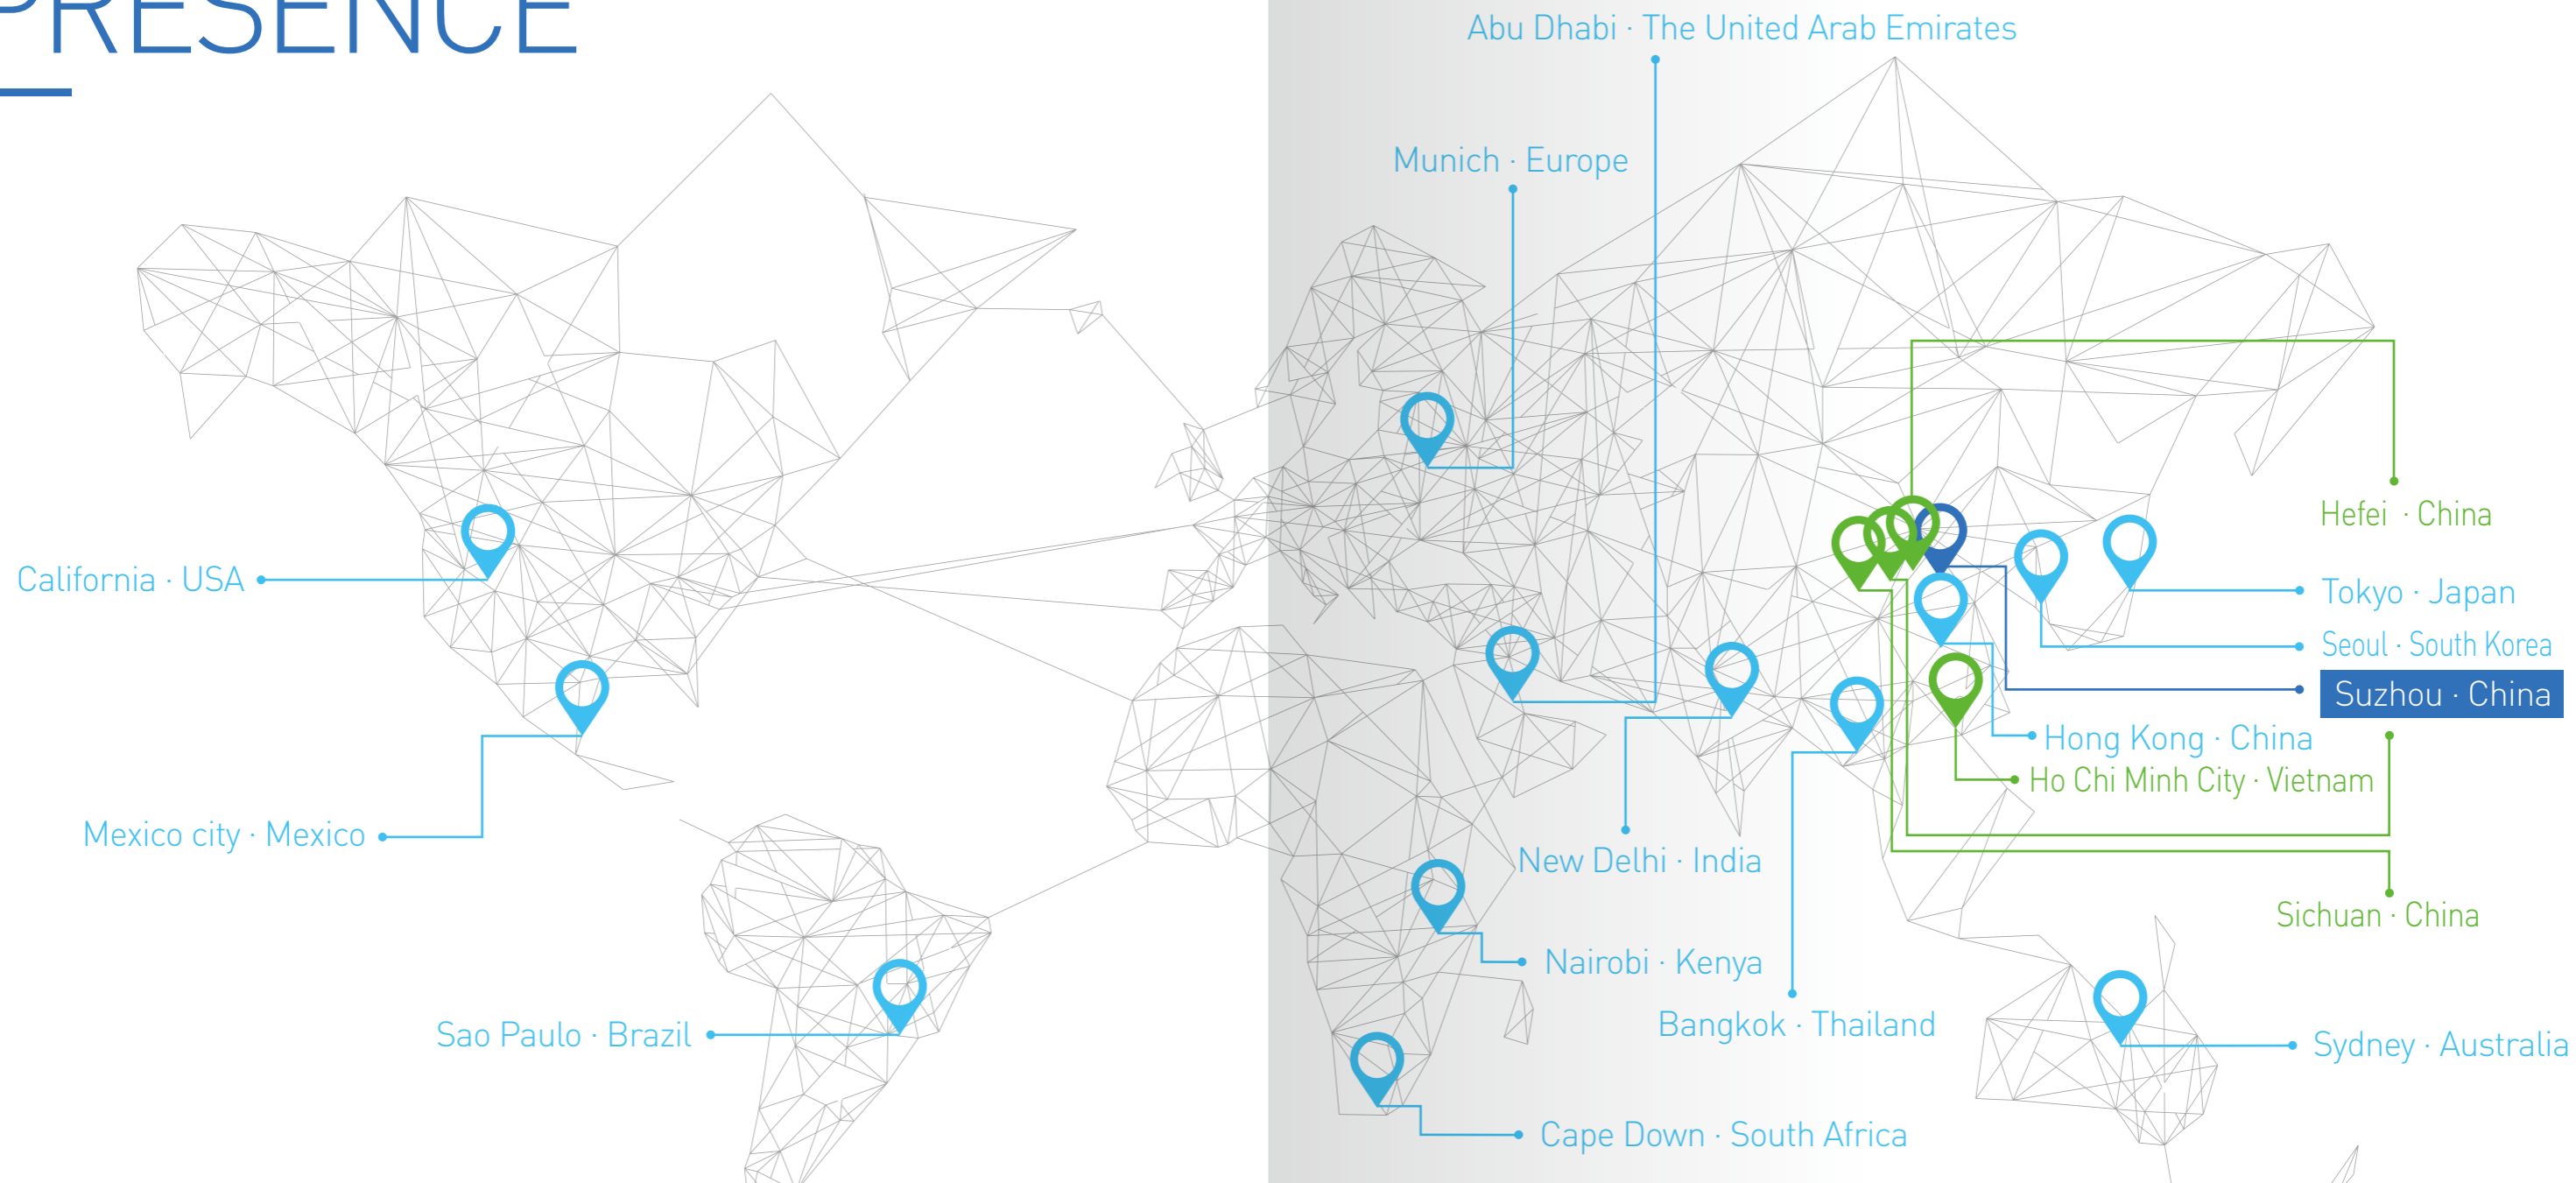 PRESENCE
Abu Dhabi · The United Arab Emirates
Munich · Europe
Hefei · China
California · USA
Tokyo · Japan
Seoul · South Korea
Suzhou · China
Hong Kong · China
Ho Chi Minh City · Vietnam
Mexico city · Mexico
New Delhi · India
Sichuan · China
Nairobi · Kenya
Bangkok · Thailand
Sao Paulo · Brazil
Sydney · Australia
Cape Down · South Africa